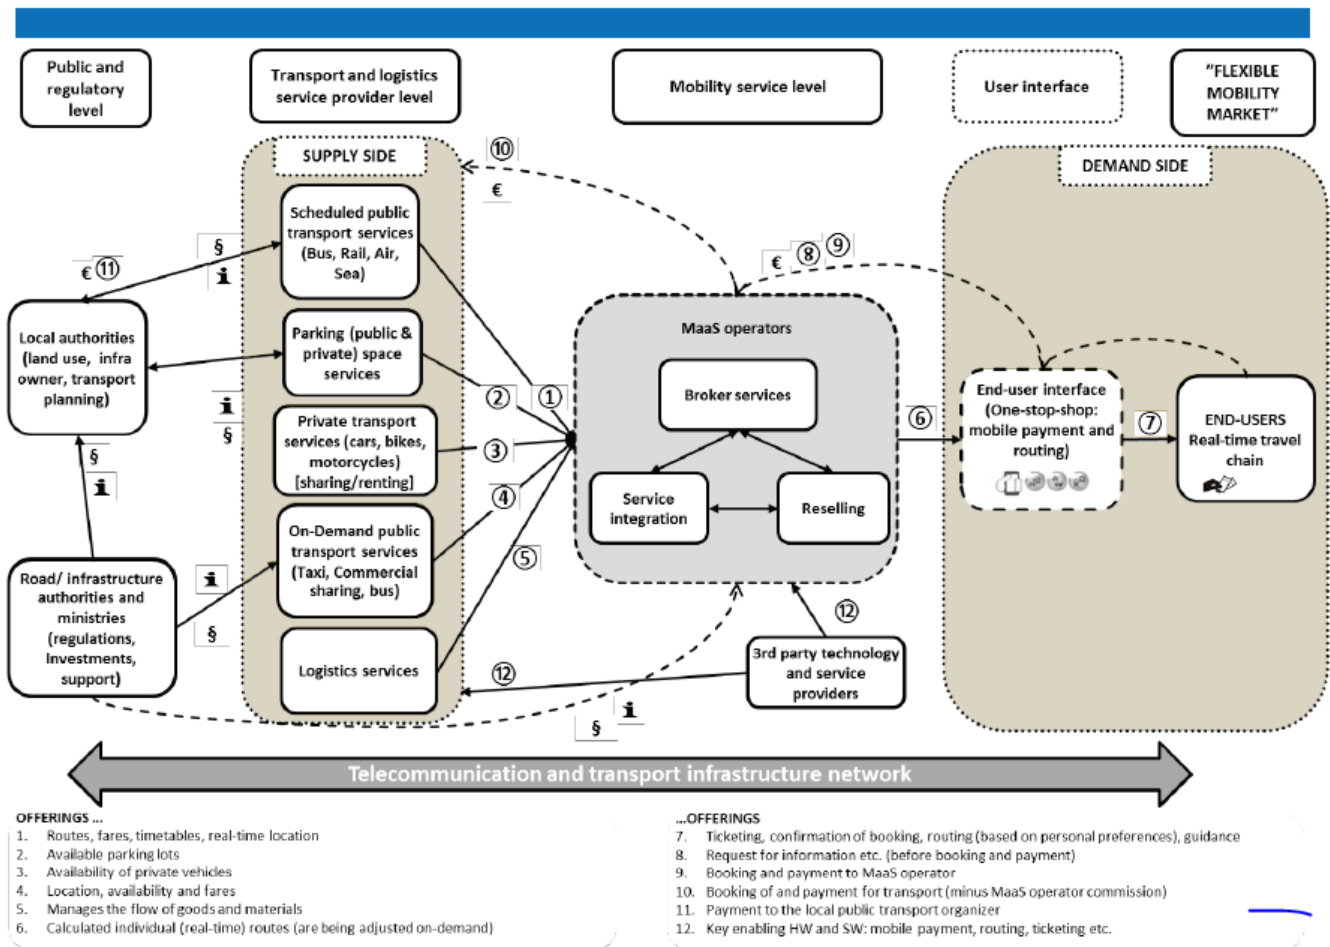 Public and
regulatory
level
Transport and logistics
service provider level
Mobility service level
User interface
”FLEXIBLE
MOBILITY
MARKET”
SUPPLY SIDE
DEMAND SIDE
⑩
€
Scheduled public
transport services
(Bus, Rail, Air,
Sea)
§
i
€ ⑪
€ ⑧ ⑨
Local authorities
(land use, infra
owner, transport
planning)
Parking (public &
private) space
services
MaaS operators
Broker services
Service
integration
Reselling
i
§
Private transport
services (cars, bikes,
motorcycles)
[sharing/renting]
①
②
③
④
⑤
⑥
End-user interface
(One-stop-shop:
mobile payment and
routing)
⑦
END-USERS
Real-time travel
chain
§
i
On-Demand public
transport services
(Taxi, Commercial
sharing, bus)
Road/ infrastructure
authorities and
ministries
(regulations,
Investments,
support)
i
§
Logistics services
⑫
⑫
3rd party technology
and service
providers
§ i
Telecommunication and transport infrastructure network
OFFERINGS ...
1. Routes, fares, timetables, real-time location
2. Available parking lots
3. Availability of private vehicles
4. Location, availability and fares
5. Manages the flow of goods and materials
6. Calculated individual (real-time) routes (are being adjusted on-demand)
...OFFERINGS
7. Ticketing, confirmation of booking, routing (based on personal preferences), guidance
8. Request for information etc. (before booking and payment)
9. Booking and payment to MaaS operator
10. Booking of and payment for transport (minus MaaS operator commission)
11. Payment to the local public transport organizer
12. Key enabling HW and SW: mobile payment, routing, ticketing etc.